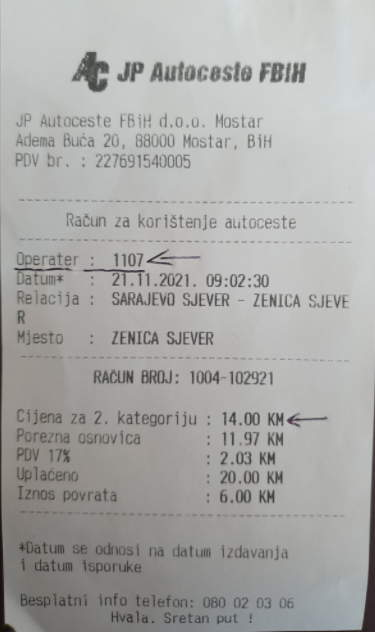 AC JP Autoceste FBIH
JP Autoceste FBiH d.o.o. Mostar
Adema Buća 20, 88000 Mostar, BiH
PDV br. : 227691540005
Račun za korištenje autoceste
Operater : 1107
Datum* : 21.11.2021. 09:02:30
Relacija : SARAJEVO SJEVER - ZENICA SJEVE
R
Mjesto : ZENICA SJEVER
RAČUN BROJ: 1004-102921
Cijena za 2. kategoriju : 14.00 KM
Porezna osnovica : 11.97 KM
PDV 17% : 2.03 KM
Uplaćeno : 20.00 KM
Iznos povrata : 6.00 KM
*Datum se odnosi na datum izdavanja
i datum isporuke
Besplatni info telefon: 080 02 03 06
Hvala. Sretan put !